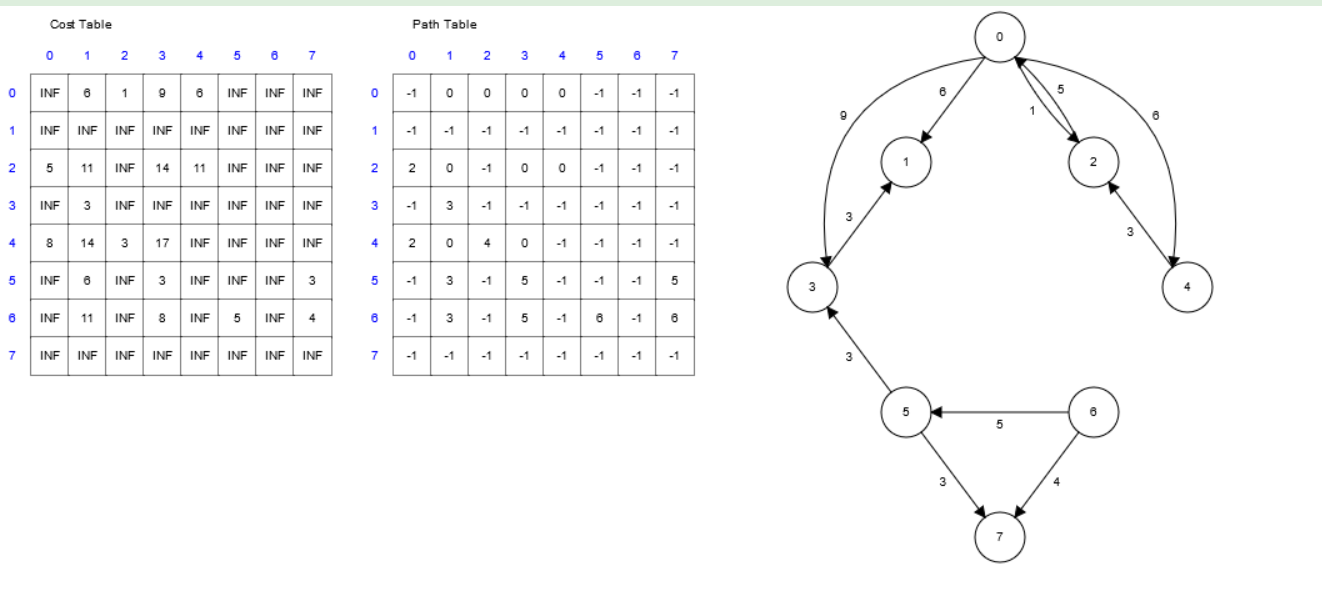 Cost Table
0 1 2 3 4 5 6 7
0 INF 6 1 9 6 INF INF INF
1 INF INF INF INF INF INF INF INF
2 5 11 INF 14 11 INF INF INF
3 INF 3 INF INF INF INF INF INF
4 8 14 3 17 INF INF INF INF
5 INF 6 INF 3 INF INF INF 3
6 INF 11 INF 8 INF 5 INF 4
7 INF INF INF INF INF INF INF INF
Path Table
0 1 2 3 4 5 6 7
0 -1 0 0 0 0 -1 -1 -1
1 -1 -1 -1 -1 -1 -1 -1 -1
2 2 0 -1 0 0 -1 -1 -1
3 -1 3 -1 -1 -1 -1 -1 -1
4 2 0 4 0 -1 -1 -1 -1
5 -1 3 -1 5 -1 -1 -1 5
6 -1 3 -1 5 -1 6 -1 6
7 -1 -1 -1 -1 -1 -1 -1 -1
0
6
5
9
1
6
1
2
3
3
3
4
3
5
6
5
3
4
7